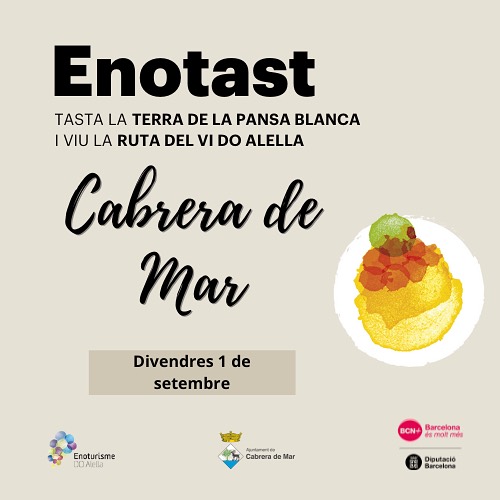 Enotast
TASTA LA TERRA DE LA PANSA BLANCA
I VIU LA RUTA DEL VI DO ALELLA
Cabrera de
Mar
Divendres 1 de
setembre
Enoturisme
DO Alella
Ajuntament de
Cabrera de Mar
BCN+
Barcelona
és molt més
Diputació
Barcelona